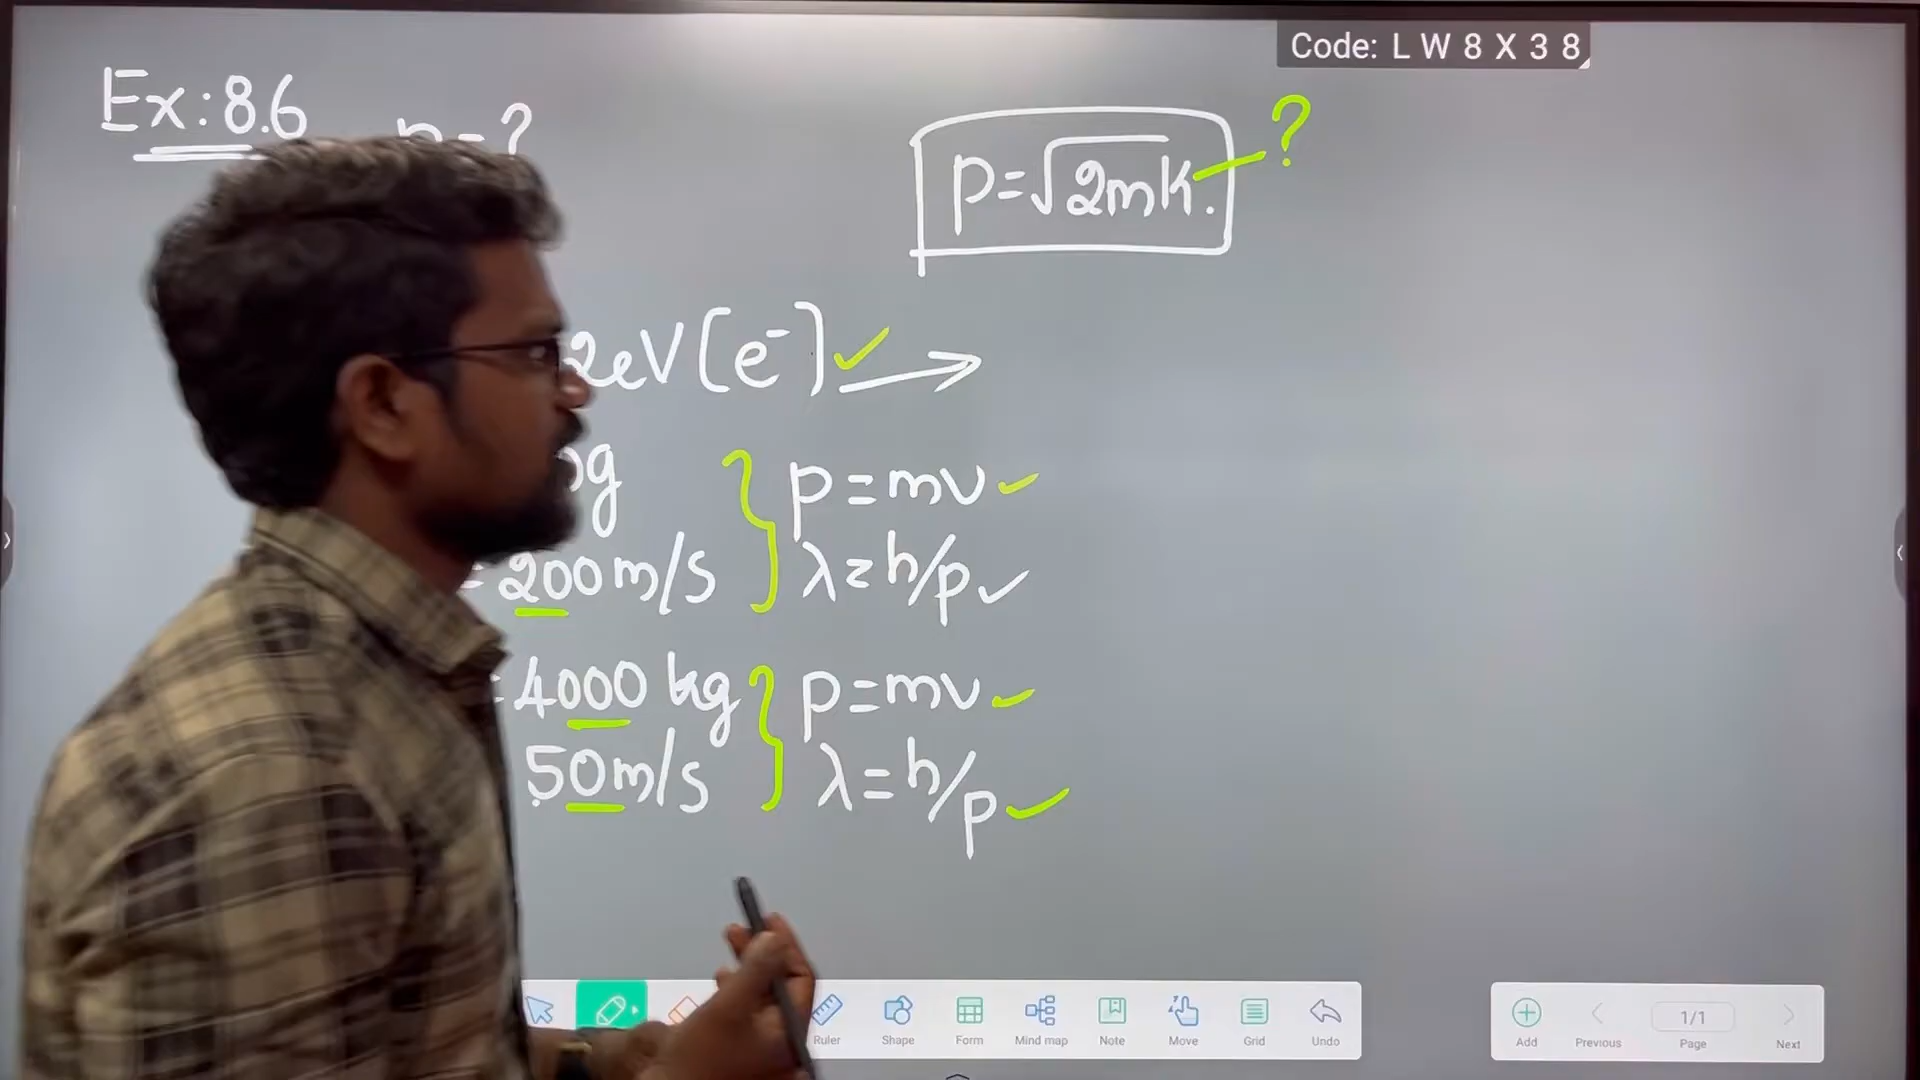 Code: L W 8 X 3 8
Ex: 8.6
= ?
p = √2mk. ?
2eV [e⁻]
g
= 200 m/s
p = mv
λ = h/p
= 4000 kg
50 m/s
p = mv
λ = h/p
Ruler
Shape
Form
Mind map
Note
Move
Grid
Undo
Add
Previous
1/1
Page
Next